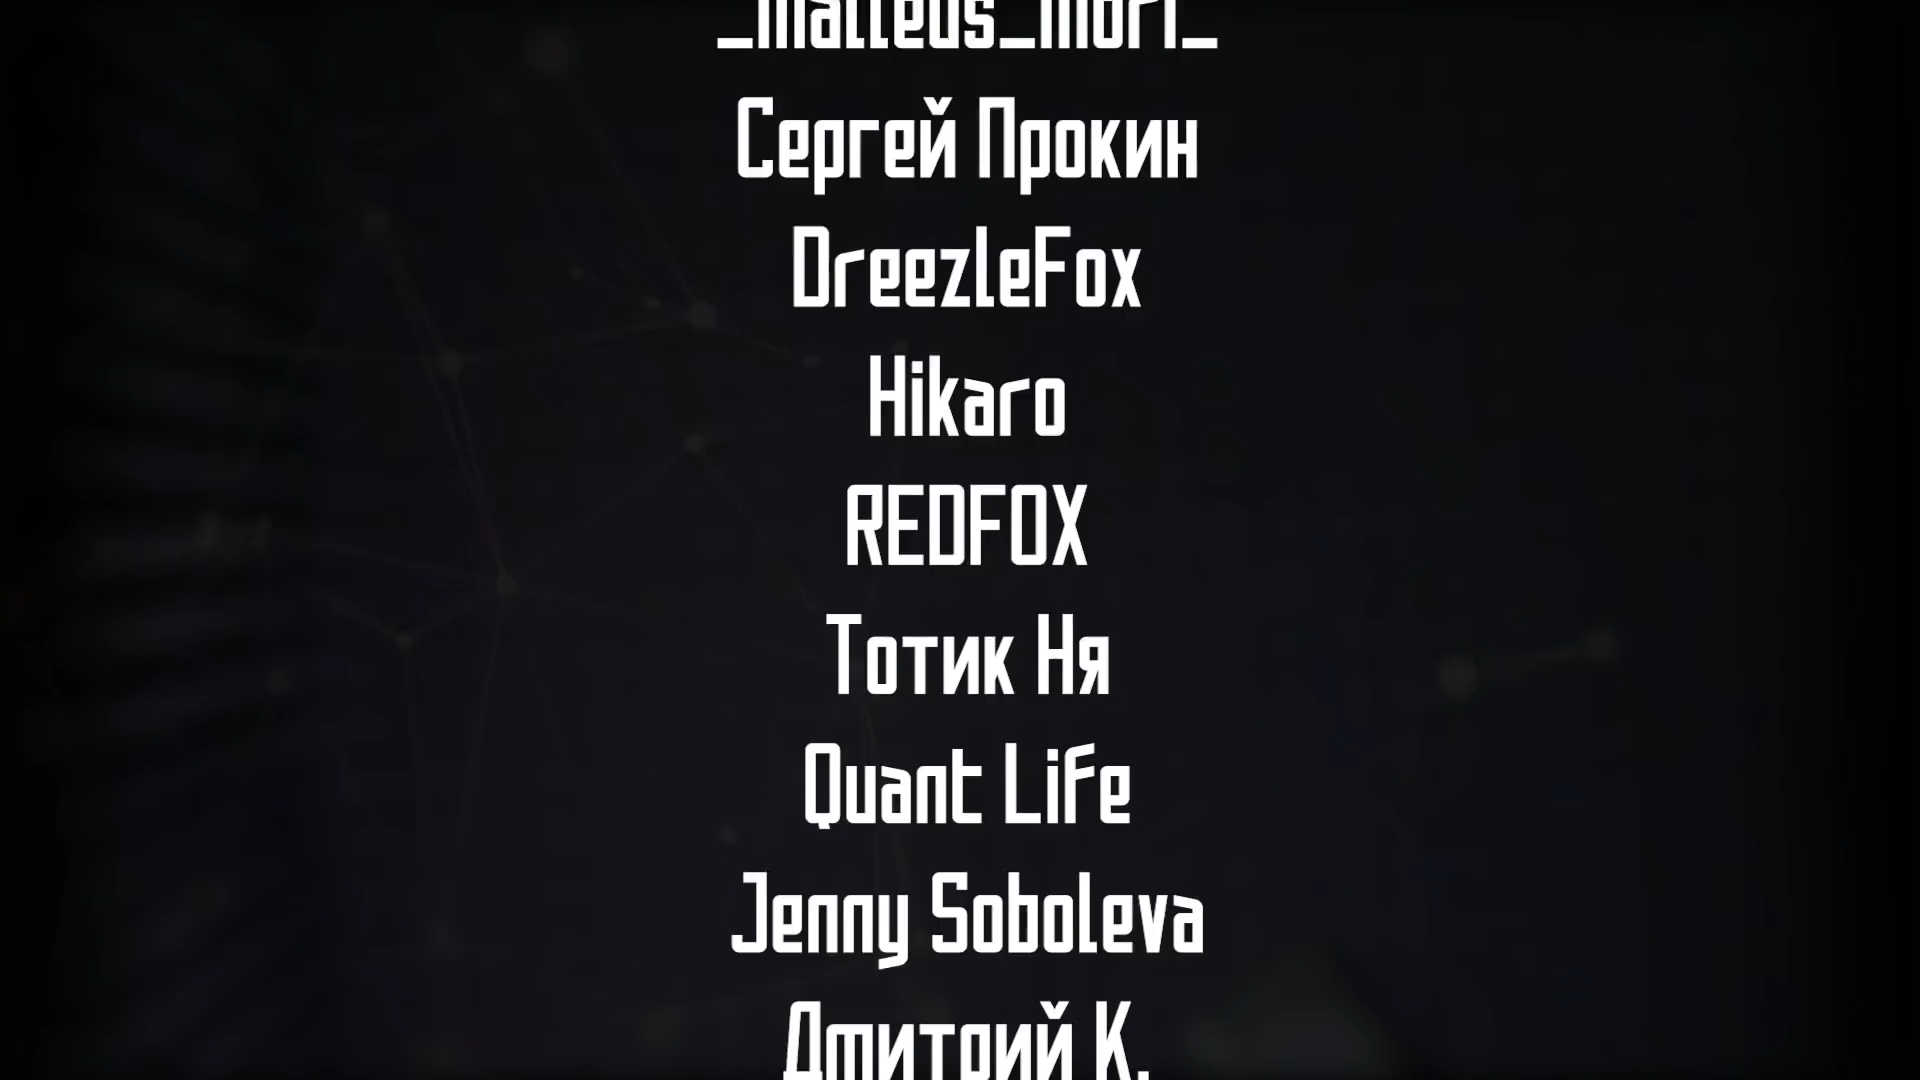 _malleus_mori_
Сергей Прокин
DreezleFox
Hikaro
REDFOX
Тотик Ня
Quant Life
Jenny Soboleva
Дмитрий К.